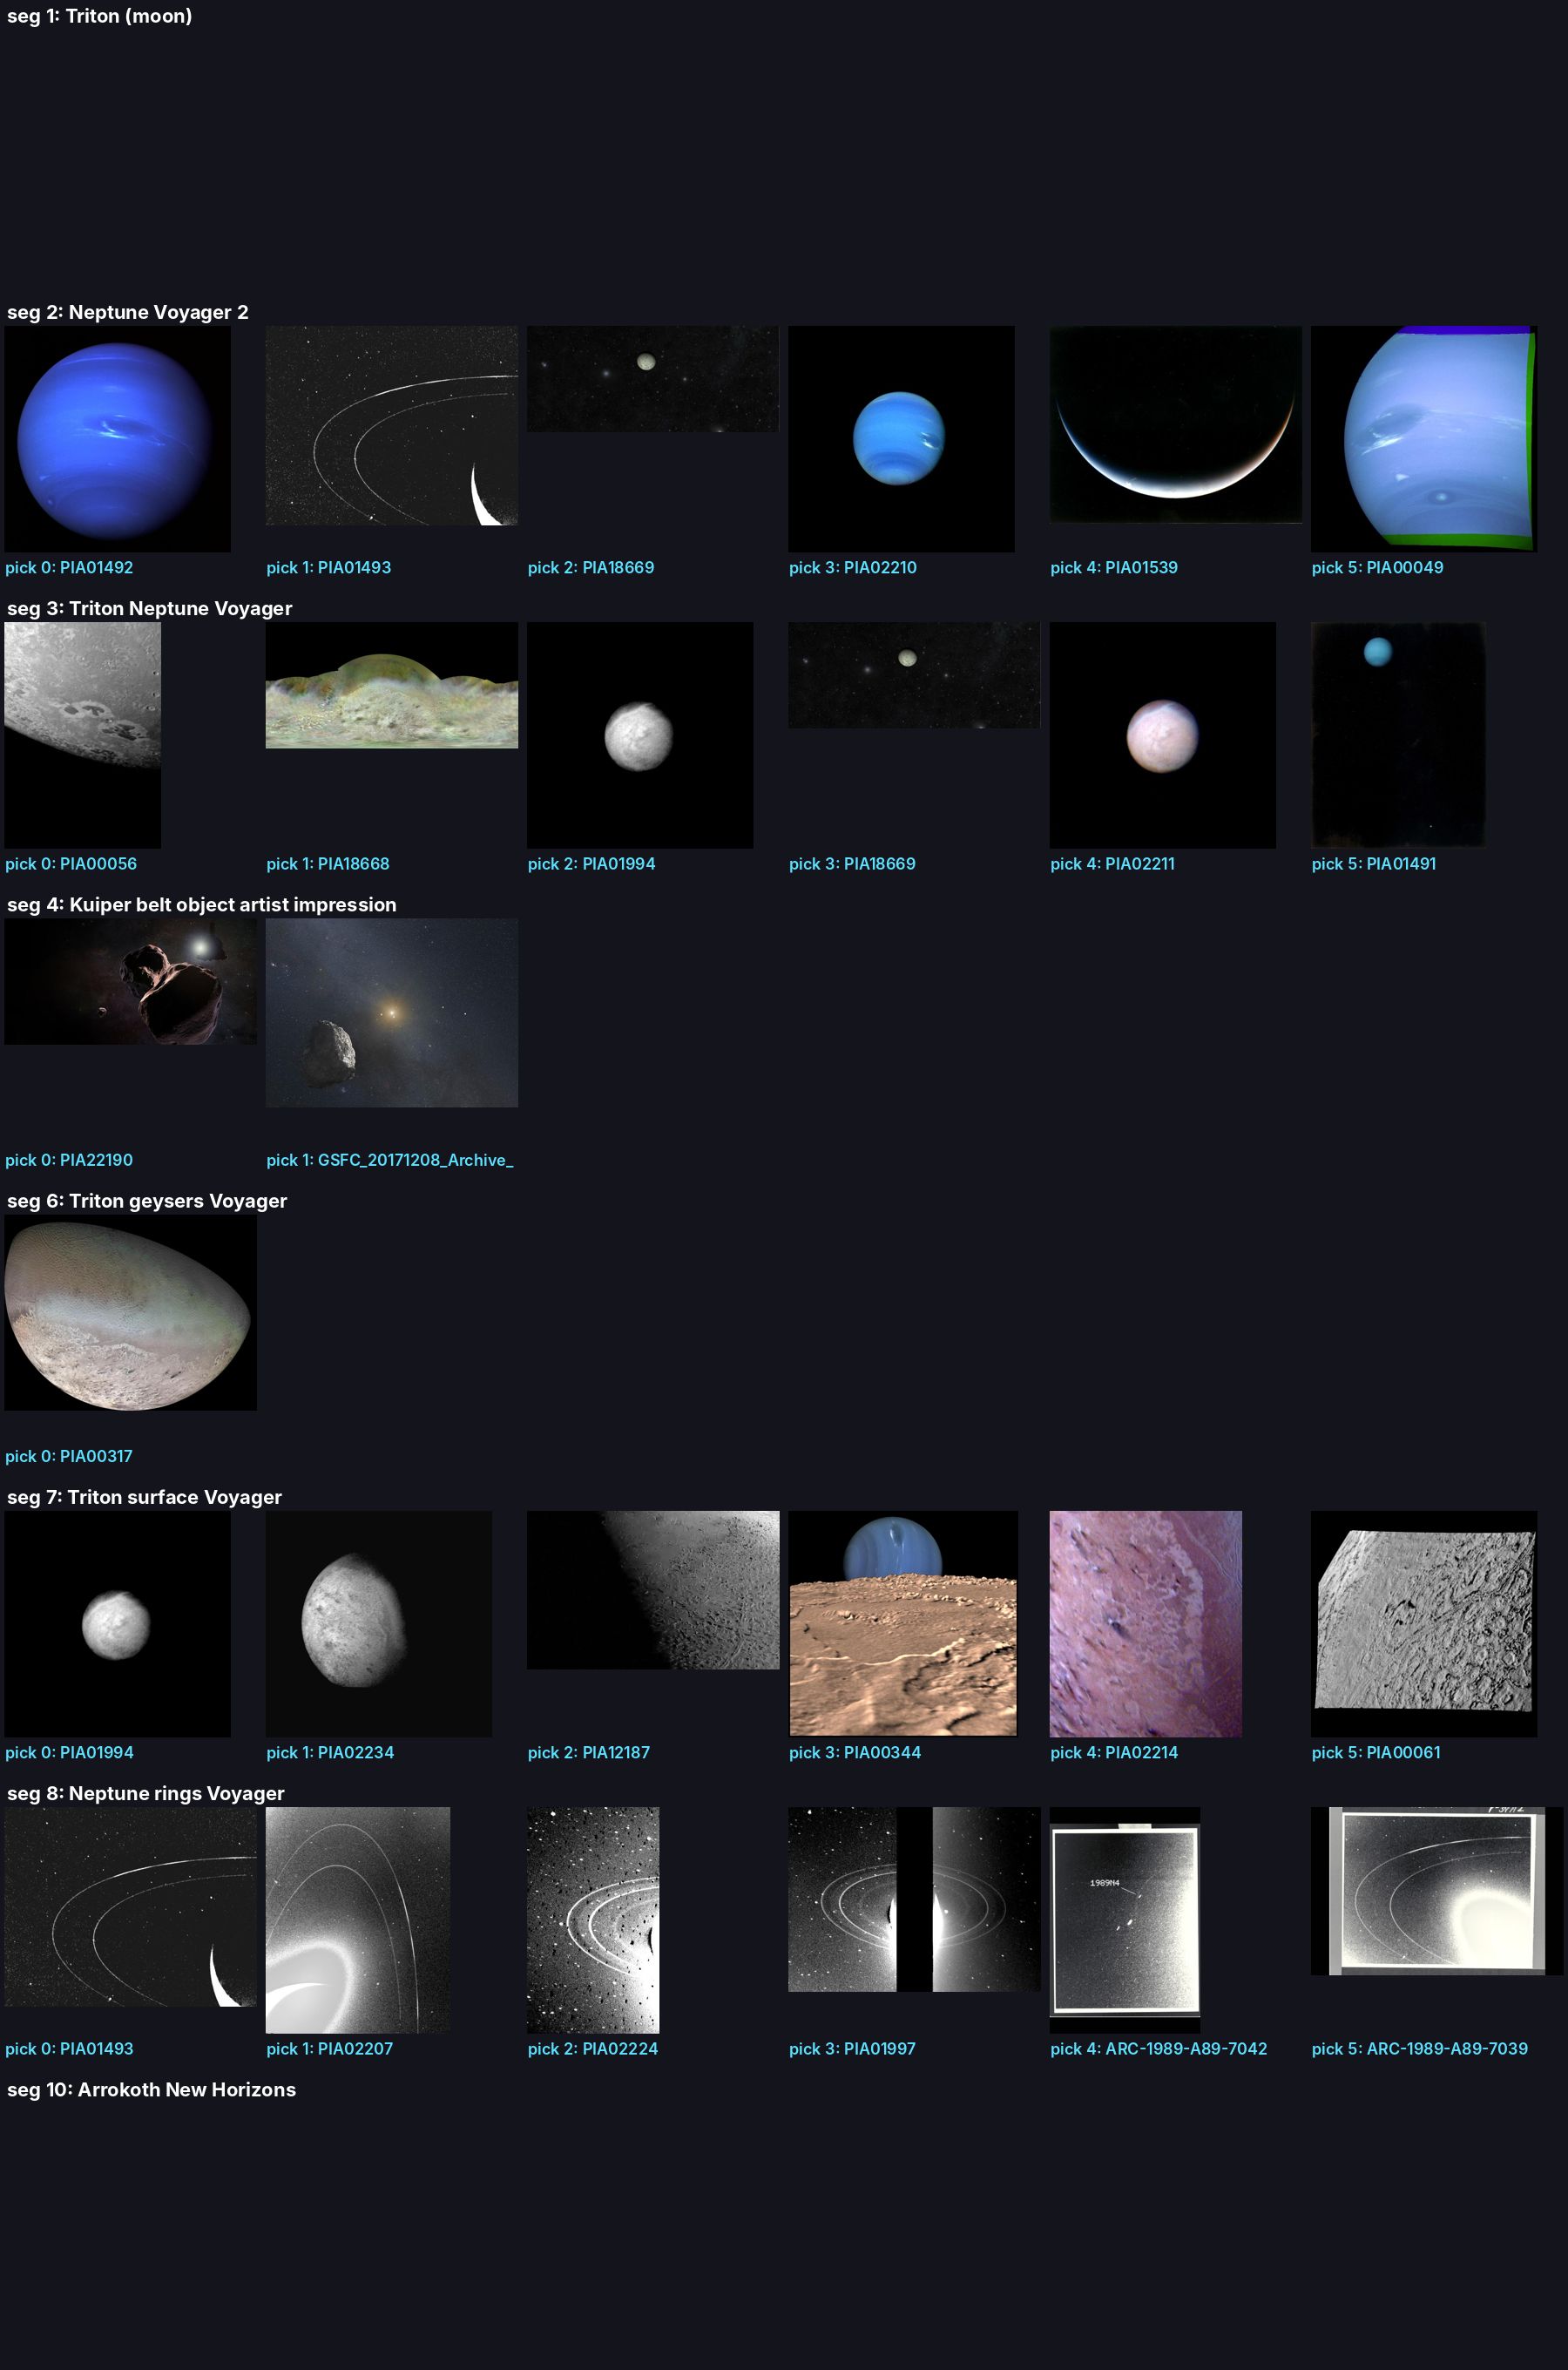 seg 1: Triton (moon)
seg 2: Neptune Voyager 2
pick 0: PIA01492
pick 1: PIA01493
pick 2: PIA18669
pick 3: PIA02210
pick 4: PIA01539
pick 5: PIA00049
seg 3: Triton Neptune Voyager
pick 0: PIA00056
pick 1: PIA18668
pick 2: PIA01994
pick 3: PIA18669
pick 4: PIA02211
pick 5: PIA01491
seg 4: Kuiper belt object artist impression
pick 0: PIA22190
pick 1: GSFC_20171208_Archive_
seg 6: Triton geysers Voyager
pick 0: PIA00317
seg 7: Triton surface Voyager
pick 0: PIA01994
pick 1: PIA02234
pick 2: PIA12187
pick 3: PIA00344
pick 4: PIA02214
pick 5: PIA00061
seg 8: Neptune rings Voyager
1989N4
pick 0: PIA01493
pick 1: PIA02207
pick 2: PIA02224
pick 3: PIA01997
pick 4: ARC-1989-A89-7042
pick 5: ARC-1989-A89-7039
seg 10: Arrokoth New Horizons